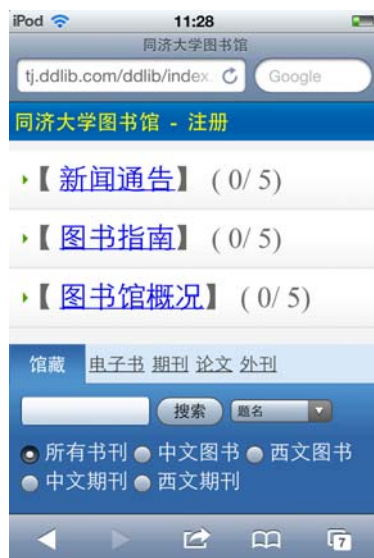 iPod 11:28
同济大学图书馆
tj.ddlib.com/ddlib/index. Google
同济大学图书馆 - 注册
【 新闻通告】 ( 0/ 5)
【 图书指南】 ( 0/ 5)
【 图书馆概况】 ( 0/ 5)
馆藏 电子书 期刊 论文 外刊
搜索 题名
所有书刊 中文图书 西文图书
中文期刊 西文期刊
7